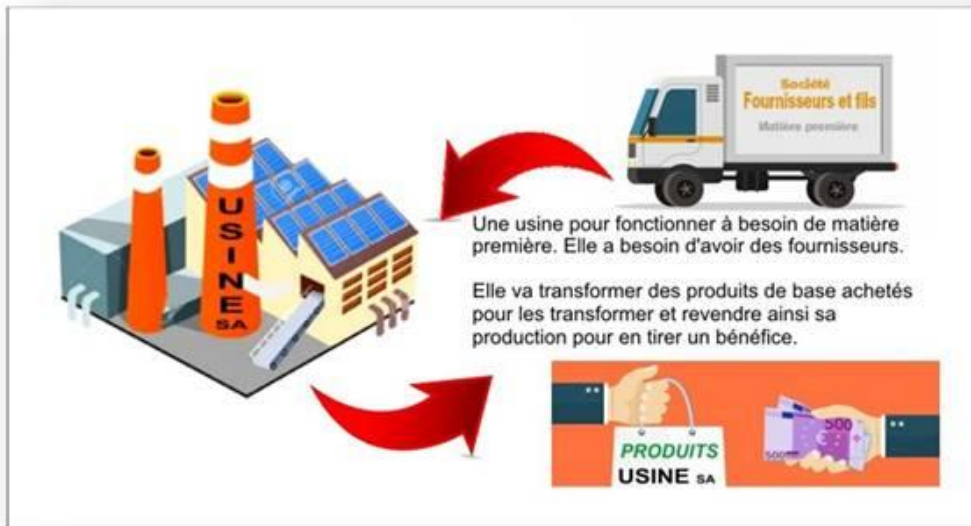 Société
Fournisseurs et fils
Matière première
USINE SA
Une usine pour fonctionner à besoin de matière
première. Elle a besoin d'avoir des fournisseurs.
Elle va transformer des produits de base achetés
pour les transformer et revendre ainsi sa
production pour en tirer un bénéfice.
PRODUITS
USINE SA
500
500